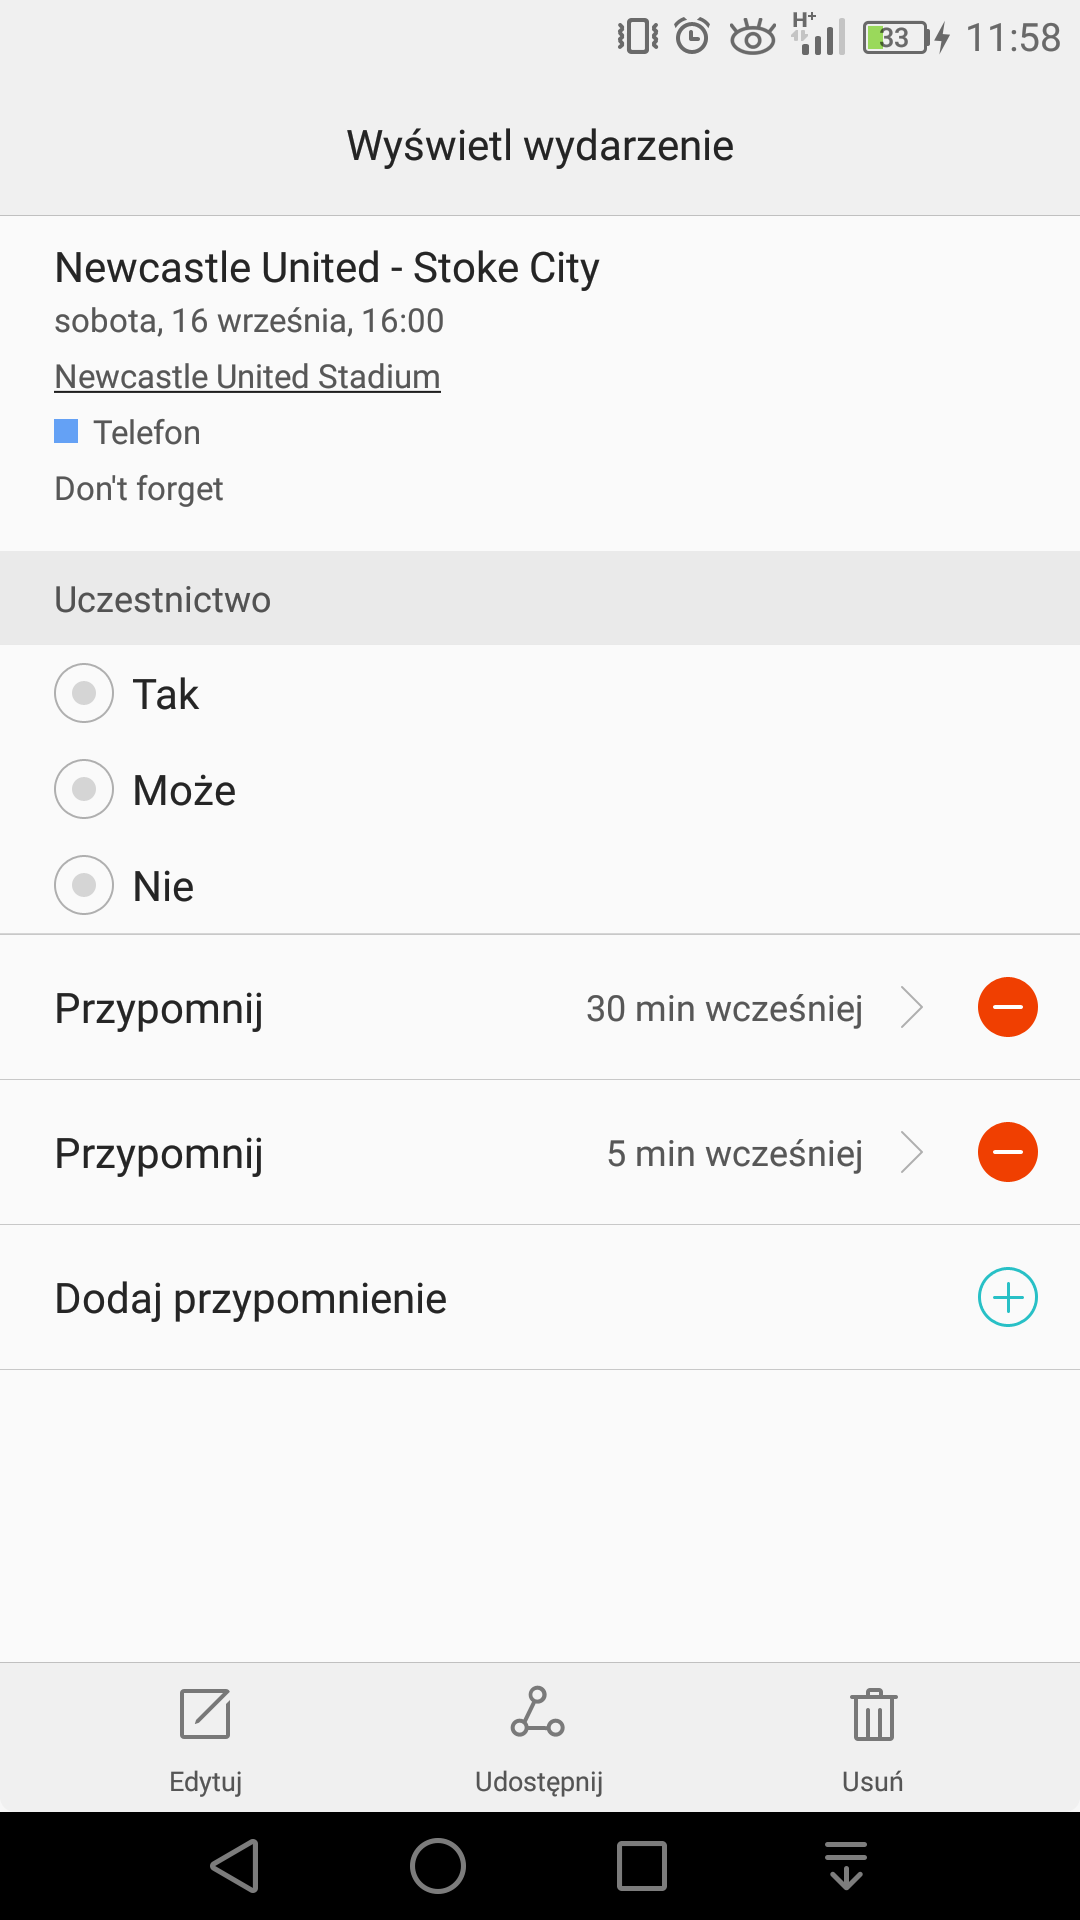 H+ 33 11:58
Wyświetl wydarzenie
Newcastle United - Stoke City
sobota, 16 września, 16:00
Newcastle United Stadium
Telefon
Don't forget
Uczestnictwo
Tak
Może
Nie
Przypomnij 30 min wcześniej
Przypomnij 5 min wcześniej
Dodaj przypomnienie
Edytuj Udostępnij Usuń